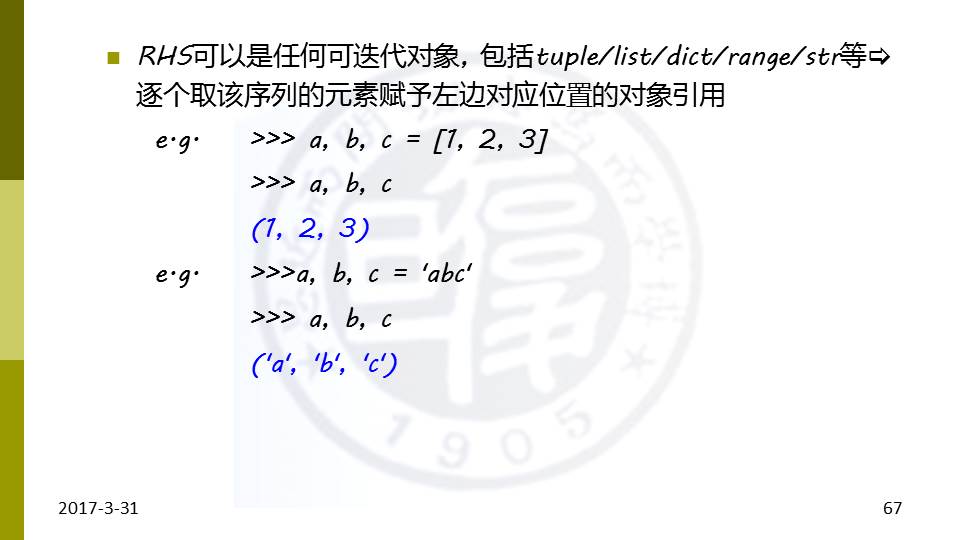 RHS可以是任何可迭代对象，包括tuple/list/dict/range/str等➩
逐个取该序列的元素赋予左边对应位置的对象引用
e.g. >>> a, b, c = [1, 2, 3]
>>> a, b, c
(1, 2, 3)
e.g. >>>a, b, c = 'abc'
>>> a, b, c
('a', 'b', 'c')
1905
2017-3-31
67